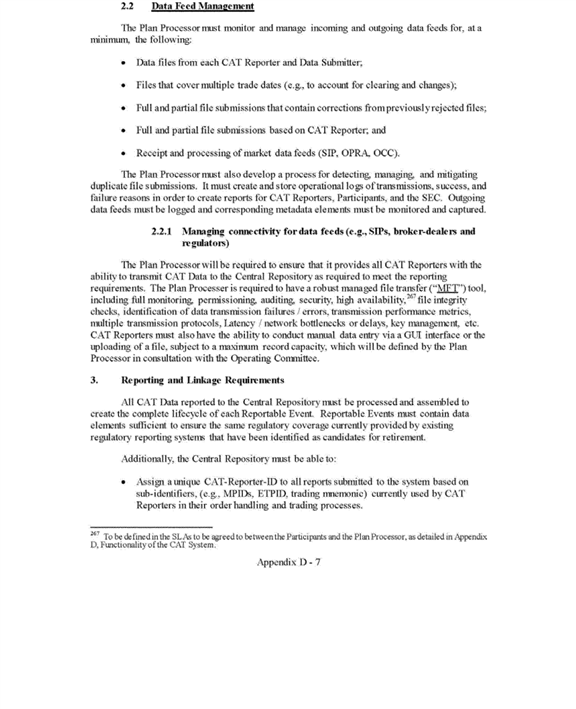 2.2 Data Feed Management
The Plan Processor must monitor and manage incoming and outgoing data feeds for, at a
minimum, the following:
• Data files from each CAT Reporter and Data Submitter;
• Files that cover multiple trade dates (e.g., to account for clearing and changes);
• Full and partial file submissions that contain corrections from previously rejected files;
• Full and partial file submissions based on CAT Reporter; and
• Receipt and processing of market data feeds (SIP, OPRA, OCC).
The Plan Processor must also develop a process for detecting, managing, and mitigating
duplicate file submissions. It must create and store operational logs of transmissions, success, and
failure reasons in order to create reports for CAT Reporters, Participants, and the SEC. Outgoing
data feeds must be logged and corresponding metadata elements must be monitored and captured.
2.2.1 Managing connectivity for data feeds (e.g., SIPs, broker-dealers and
regulators)
The Plan Processor will be required to ensure that it provides all CAT Reporters with the
ability to transmit CAT Data to the Central Repository as required to meet the reporting
requirements. The Plan Processer is required to have a robust managed file transfer (“MFT”) tool,
including full monitoring, permissioning, auditing, security, high availability,267 file integrity
checks, identification of data transmission failures / errors, transmission performance metrics,
multiple transmission protocols, Latency / network bottlenecks or delays, key management, etc.
CAT Reporters must also have the ability to conduct manual data entry via a GUI interface or the
uploading of a file, subject to a maximum record capacity, which will be defined by the Plan
Processor in consultation with the Operating Committee.
3. Reporting and Linkage Requirements
All CAT Data reported to the Central Repository must be processed and assembled to
create the complete lifecycle of each Reportable Event. Reportable Events must contain data
elements sufficient to ensure the same regulatory coverage currently provided by existing
regulatory reporting systems that have been identified as candidates for retirement.
Additionally, the Central Repository must be able to:
• Assign a unique CAT-Reporter-ID to all reports submitted to the system based on
sub-identifiers, (e.g., MPIDs, ETPID, trading mnemonic) currently used by CAT
Reporters in their order handling and trading processes.
267 To be defined in the SLAs to be agreed to between the Participants and the Plan Processor, as detailed in Appendix
D, Functionality of the CAT System.
Appendix D - 7